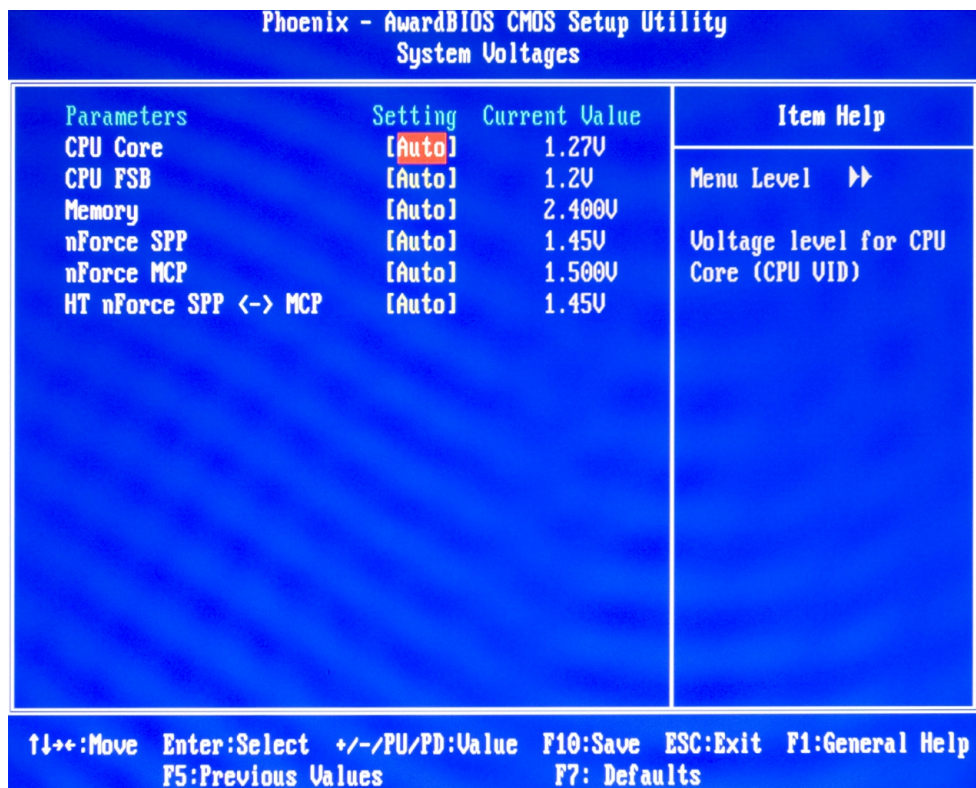 Phoenix - AwardBIOS CMOS Setup Utility
System Voltages
Parameters Setting Current Value
CPU Core [Auto] 1.27V
CPU FSB [Auto] 1.2V
Memory [Auto] 2.400V
nForce SPP [Auto] 1.45V
nForce MCP [Auto] 1.500V
HT nForce SPP <-> MCP [Auto] 1.45V
Item Help
Menu Level ►►
Voltage level for CPU
Core (CPU VID)
↑↓→←:Move Enter:Select +/-/PU/PD:Value F10:Save ESC:Exit F1:General Help
F5:Previous Values F7: Defaults